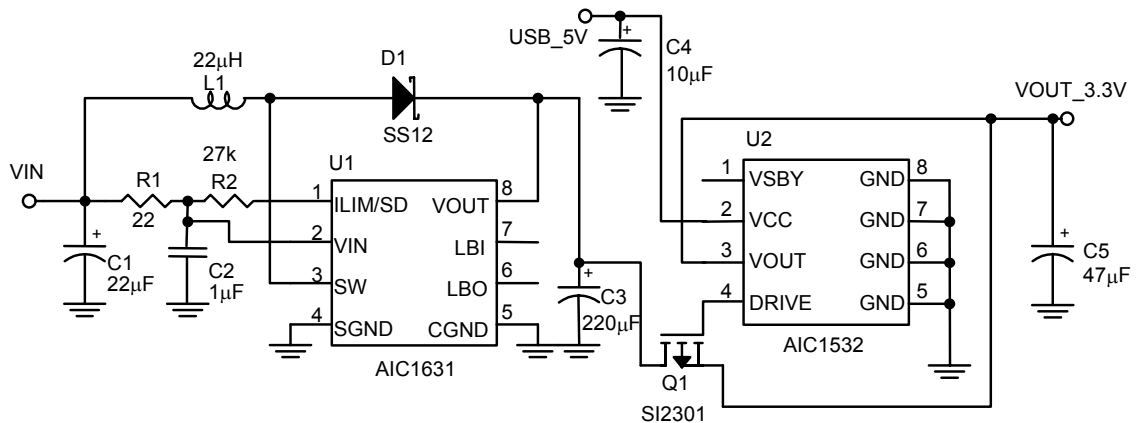 USB_5V
C4
10μF
22μH
L1
D1
SS12
VOUT_3.3V
VIN
27k
R1
R2
22
U1
1
ILIM/SD
VOUT
8
2
VIN
LBI
7
3
SW
LBO
6
4
SGND
CGND
5
AIC1631
C1
22μF
C2
1μF
C3
220μF
U2
1
VSBY
GND
8
2
VCC
GND
7
3
VOUT
GND
6
4
DRIVE
GND
5
AIC1532
Q1
SI2301
C5
47μF
+
+
+
+